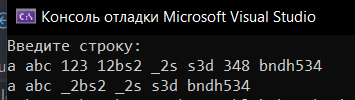 Консоль отладки Microsoft Visual Studio
Введите строку:
a abc 123 12bs2 _2s s3d 348 bndh534
a abc _2bs2 _2s s3d bndh534